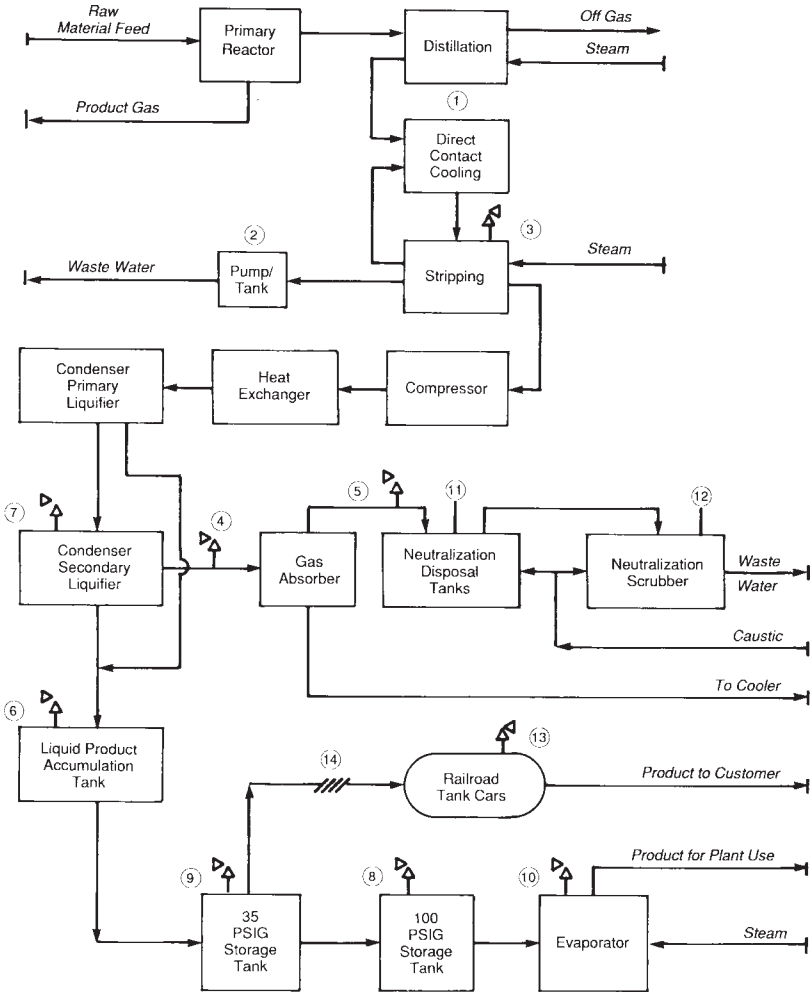 Raw
Material Feed
Primary
Reactor
Distillation
Off Gas
Steam
Product Gas
①
Direct
Contact
Cooling
③
②
Waste Water
Pump/
Tank
Stripping
Steam
Condenser
Primary
Liquifier
Heat
Exchanger
Compressor
⑦
④
⑤
⑪
⑫
Condenser
Secondary
Liquifier
Gas
Absorber
Neutralization
Disposal
Tanks
Neutralization
Scrubber
Waste
Water
Caustic
To Cooler
⑥
Liquid Product
Accumulation
Tank
⑭
⑬
Railroad
Tank Cars
Product to Customer
⑨
⑧
⑩
Product for Plant Use
35
PSIG
Storage
Tank
100
PSIG
Storage
Tank
Evaporator
Steam